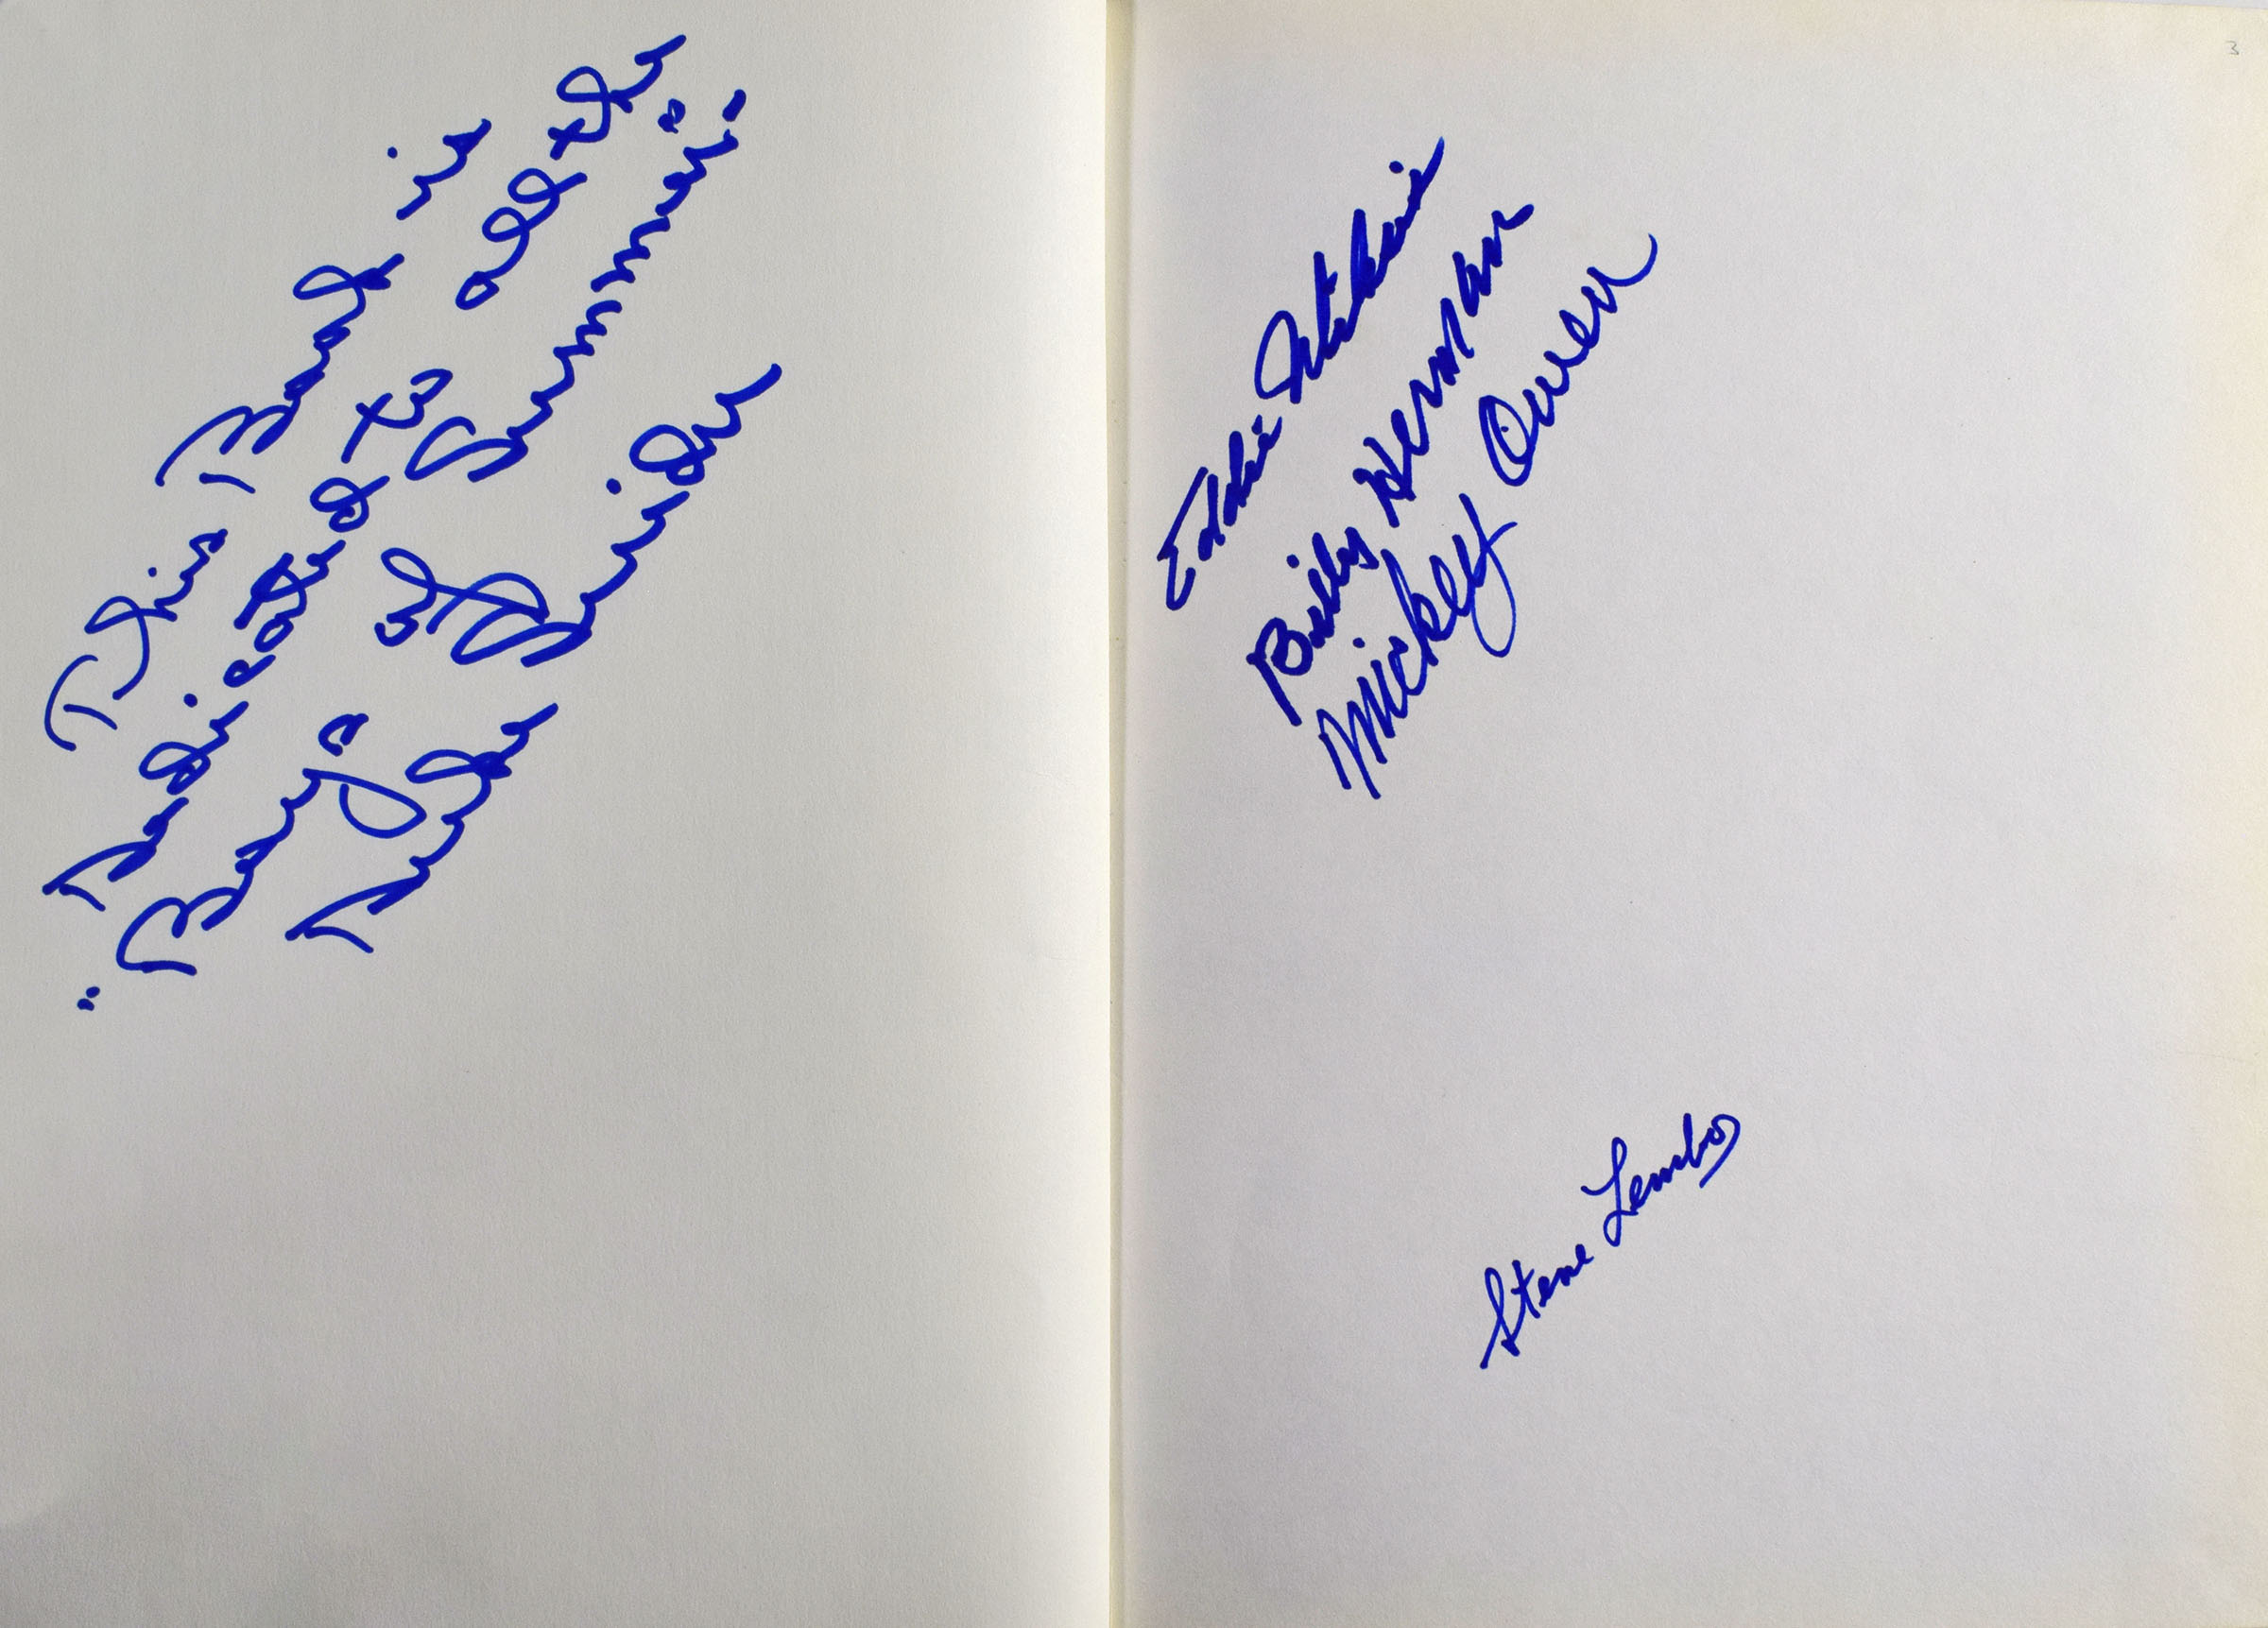 This Book is
Dedicated to all the
"Boys of Summer"
Duke Snider
3
Eddie Miksis
Billy Herman
Mickey Owen
Steve Lembo